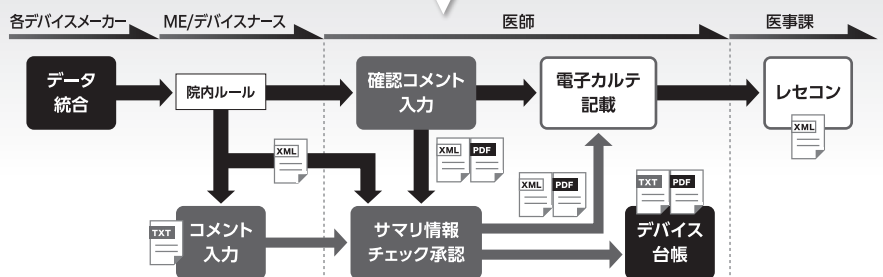 各デバイスメーカー
ME/デバイスナース
医師
医事課
データ
統合
院内ルール
確認コメント
入力
電子カルテ
記載
レセコン
XML
XML
XML PDF
XML PDF
TXT
コメント
入力
サマリ情報
チェック承認
TXT PDF
デバイス
台帳